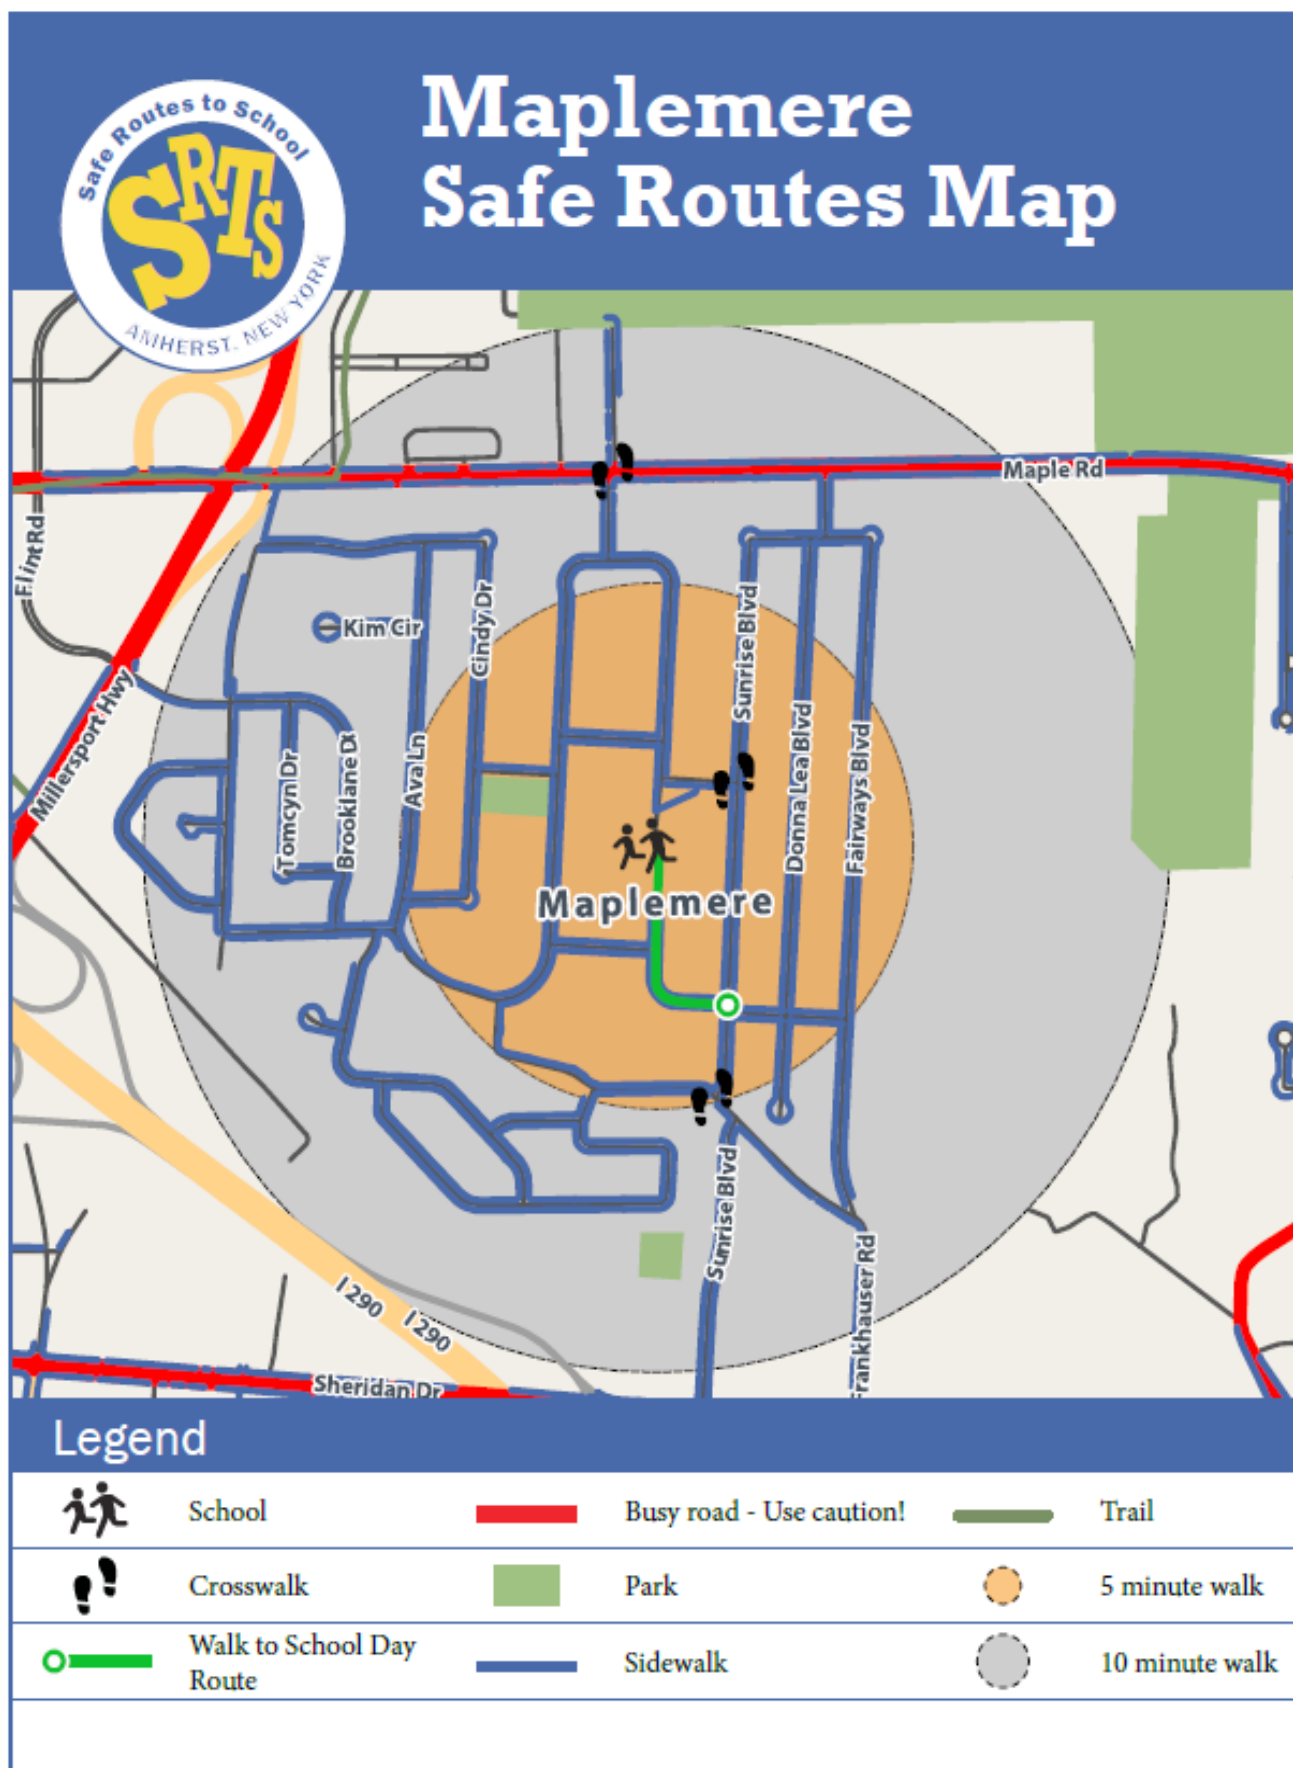 Maplemere
Safe Routes Map
Safe Routes to School
SRTS
AMHERST, NEW YORK
Maple Rd
Flint Rd
Kim Cir
Cindy Dr
Sunrise Blvd
Millersport Hwy
Tomcyn Dr
Brooklane Dr
Ava Ln
Donna Lea Blvd
Fairways Blvd
Maplemere
Sunrise Blvd
Frankhauser Rd
I 290
I 290
Sheridan Dr
Legend
School
Busy road - Use caution!
Trail
Crosswalk
Park
5 minute walk
Walk to School Day
Route
Sidewalk
10 minute walk